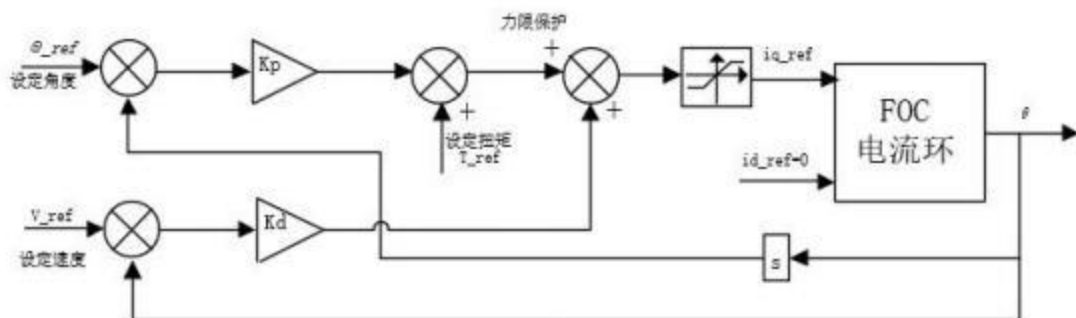 力限保护
Θ_ref
设定角度
Kp
+
+
iq_ref
FOC
电流环
θ
+
设定扭矩
T_ref
+
id_ref=0
V_ref
设定速度
Kd
s